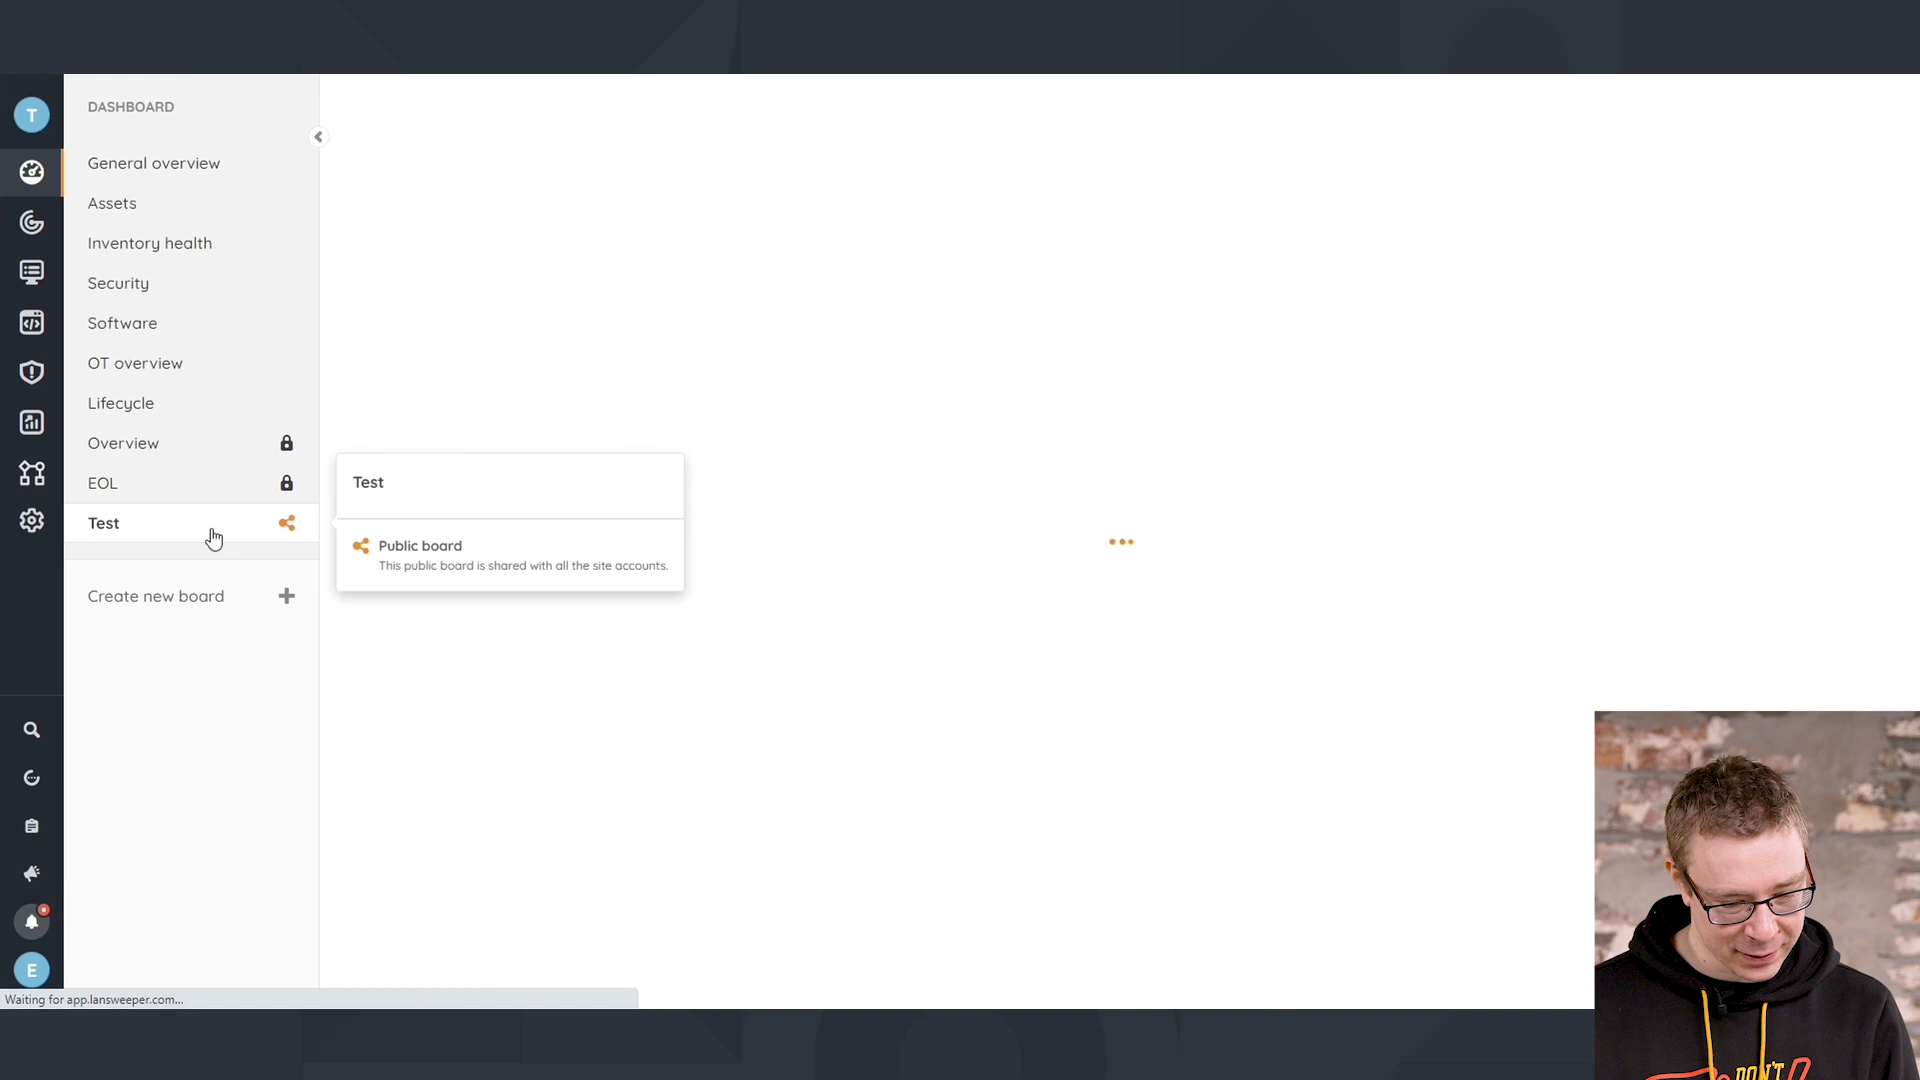 T
DASHBOARD
General overview
Assets
Inventory health
Security
Software
OT overview
Lifecycle
Overview
EOL
Test
Create new board
Test
Public board
This public board is shared with all the site accounts.
E
Waiting for app.lansweeper.com...
DON'T